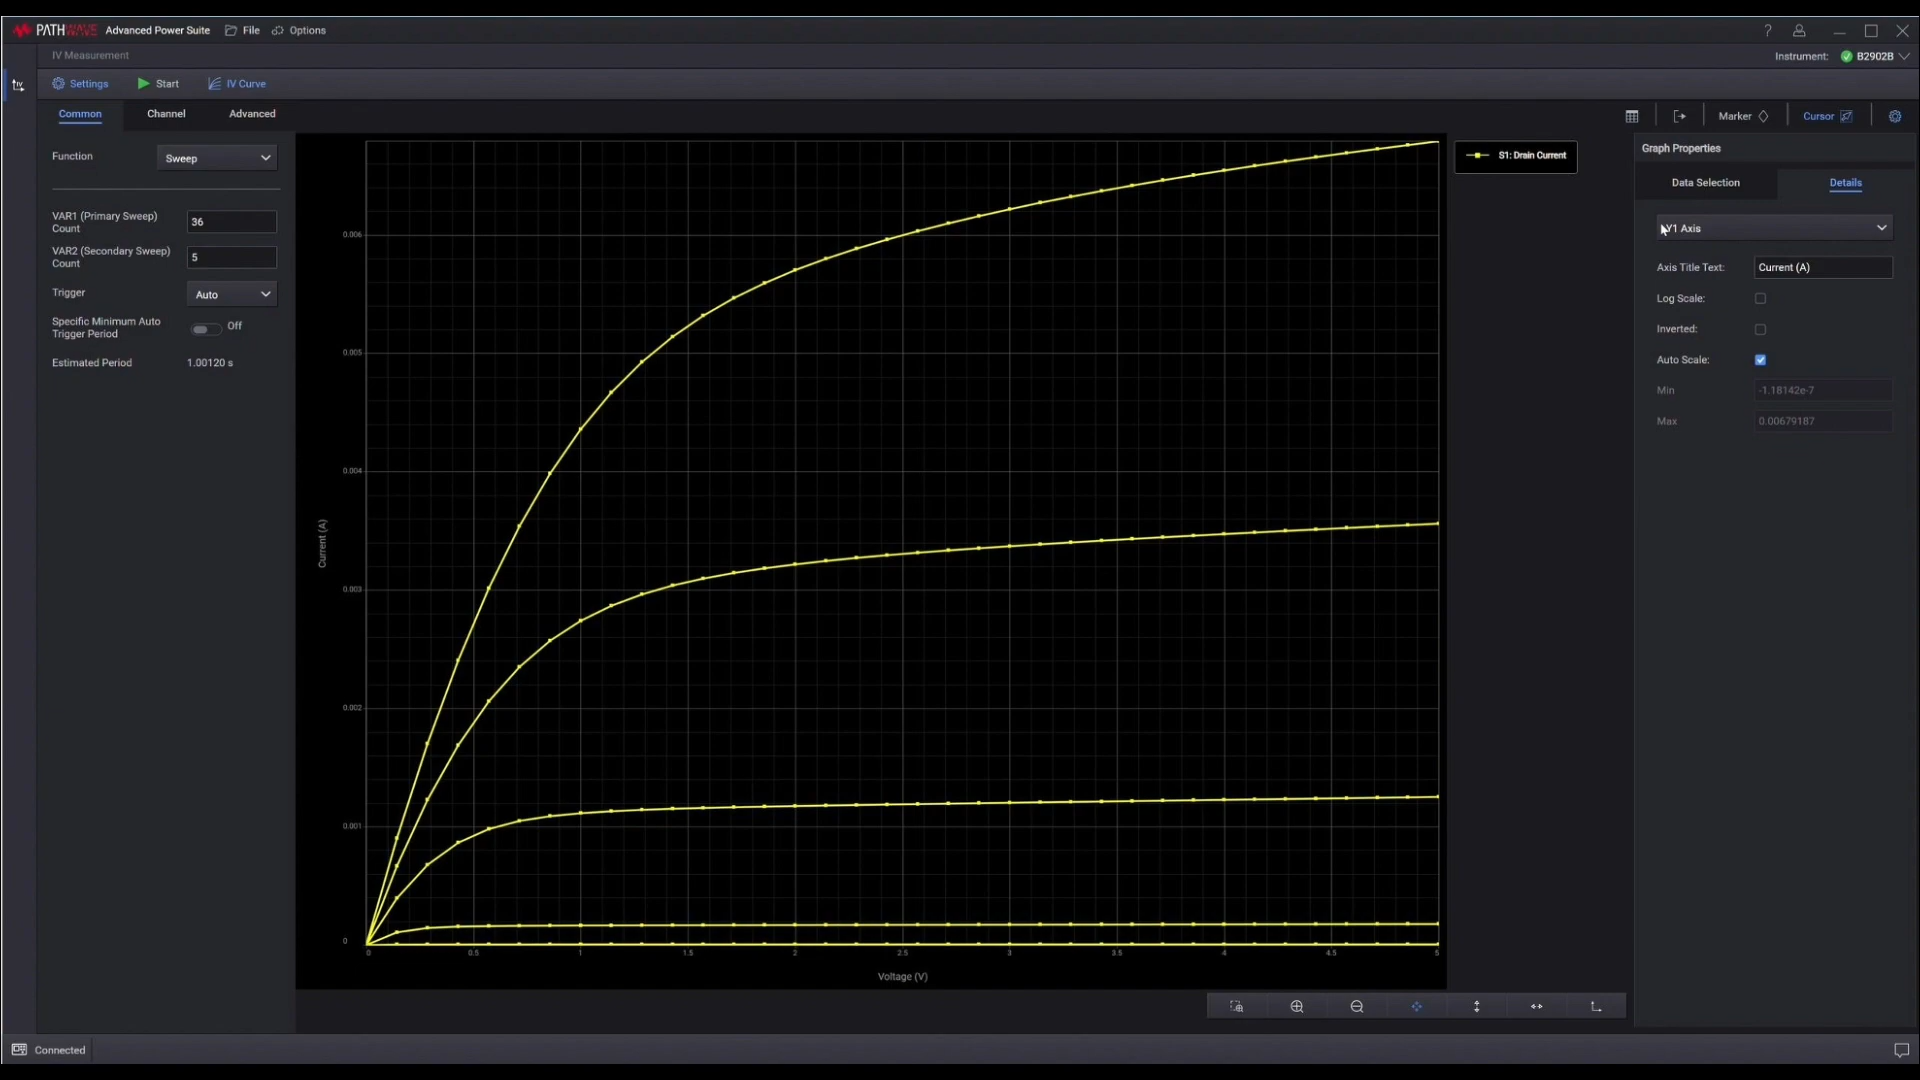 PATHWAVE Advanced Power Suite File Options
IV Measurement
Instrument: B2902B
Settings Start IV Curve
Common Channel Advanced
Marker Cursor
Function Sweep
VAR1 (Primary Sweep)
Count
36
VAR2 (Secondary Sweep)
Count
5
Trigger Auto
Specific Minimum Auto
Trigger Period
Off
Estimated Period 1.00120 s
0.006
0.005
0.004
0.003
0.002
0.001
0
Current (A)
0 0.5 1 1.5 2 2.5 3 3.5 4 4.5 5
Voltage (V)
S1: Drain Current
Graph Properties
Data Selection Details
Y1 Axis
Axis Title Text: Current (A)
Log Scale:
Inverted:
Auto Scale:
Min -1.18142e-7
Max 0.00679187
Connected